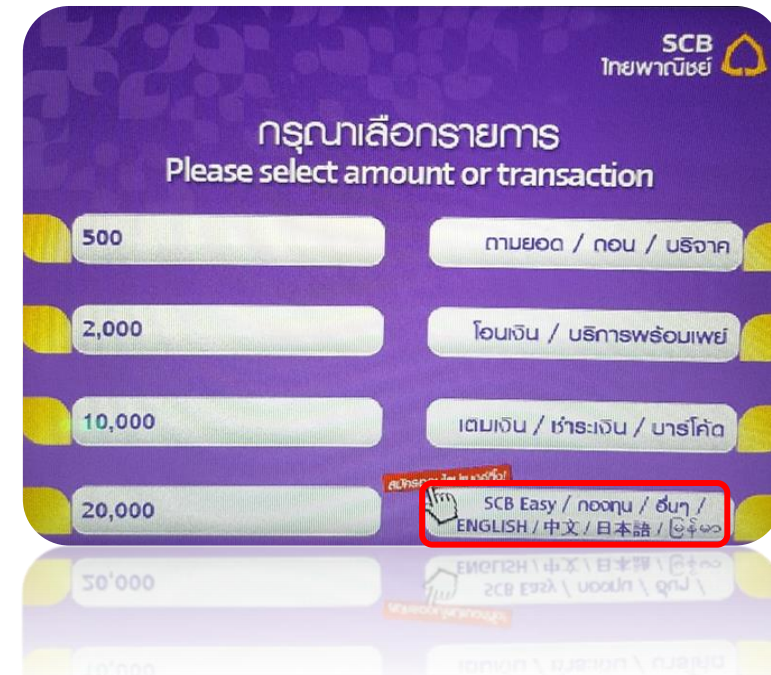 SCB
ไทยพาณิชย์
กรุณาเลือกรายการ
Please select amount or transaction
500
ถามยอด / ถอน / บริจาค
2,000
โอนเงิน / บริการพร้อมเพย์
10,000
เติมเงิน / ชำระเงิน / บาร์โค้ด
20,000
SCB Easy / กองทุน / อื่นๆ /
ENGLISH / 中文 / 日本語 / မြန်မာ